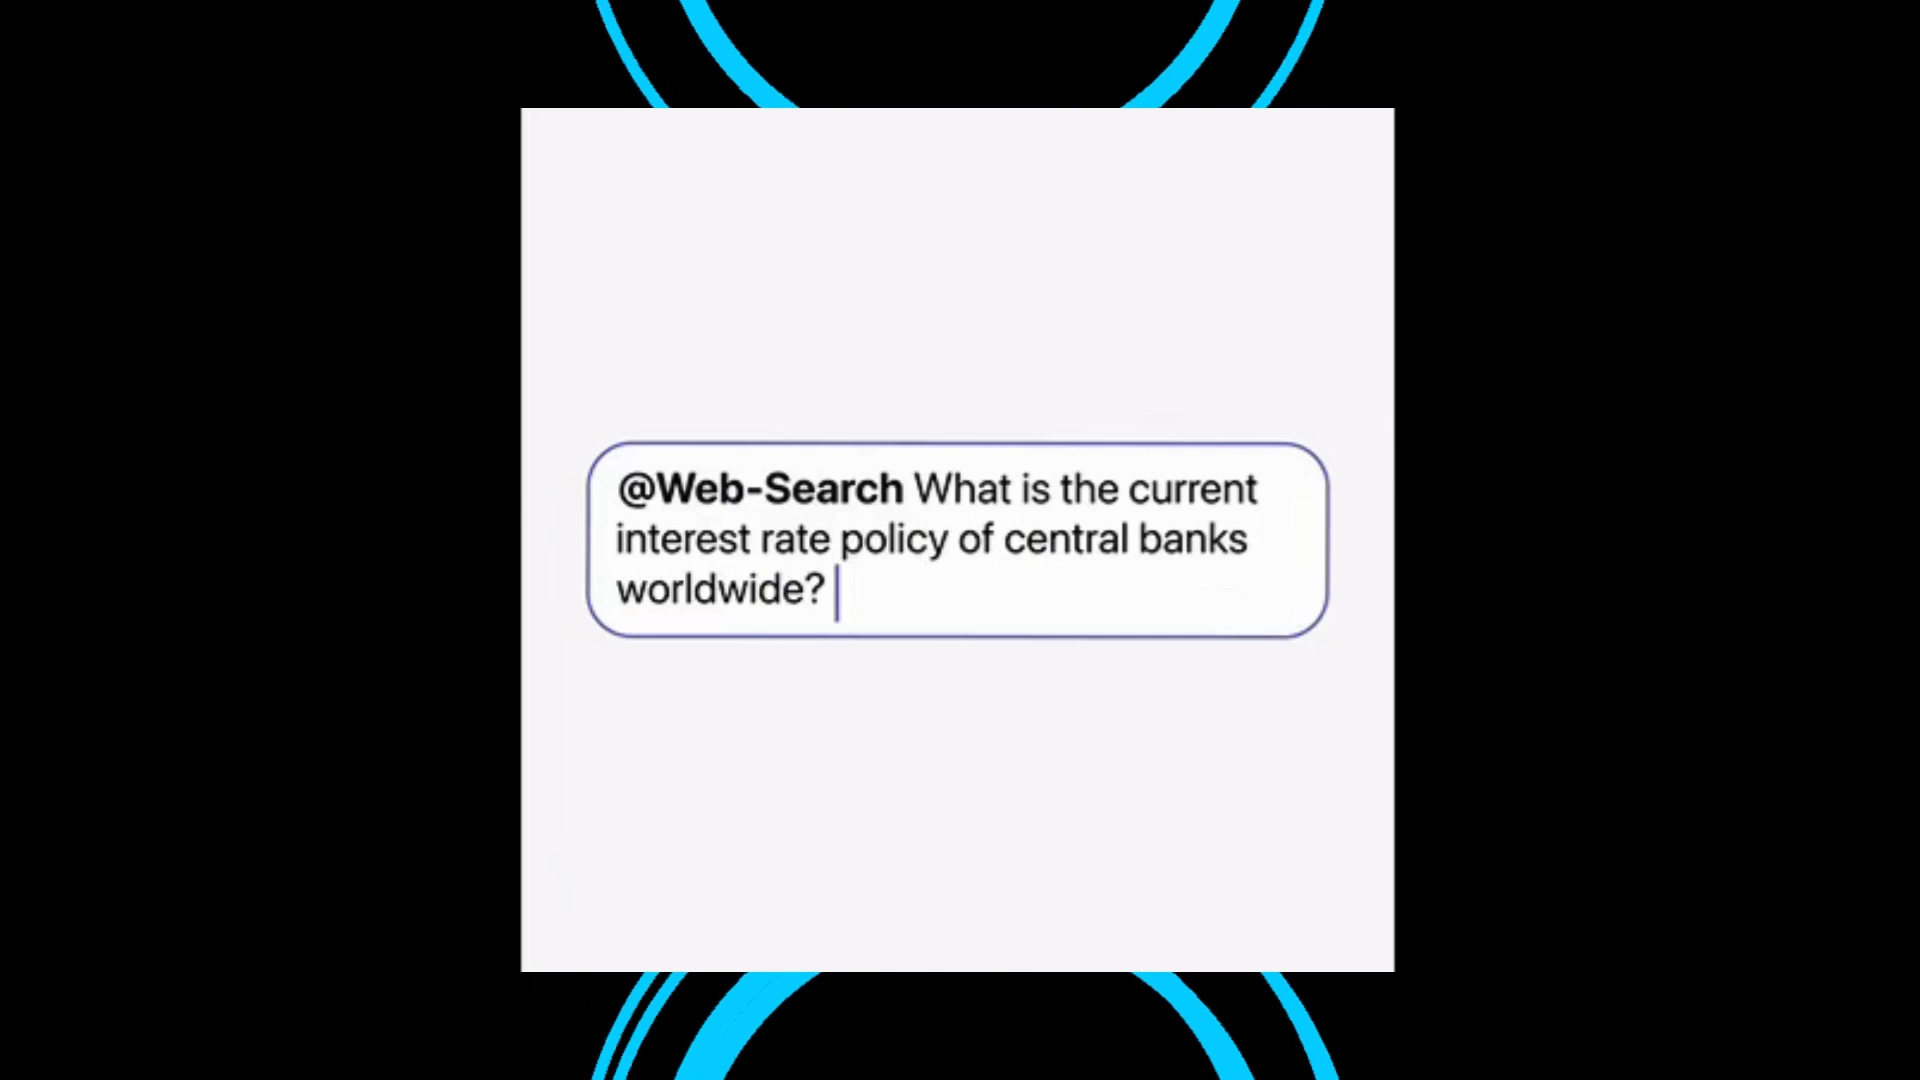 @Web-Search What is the current
interest rate policy of central banks
worldwide?